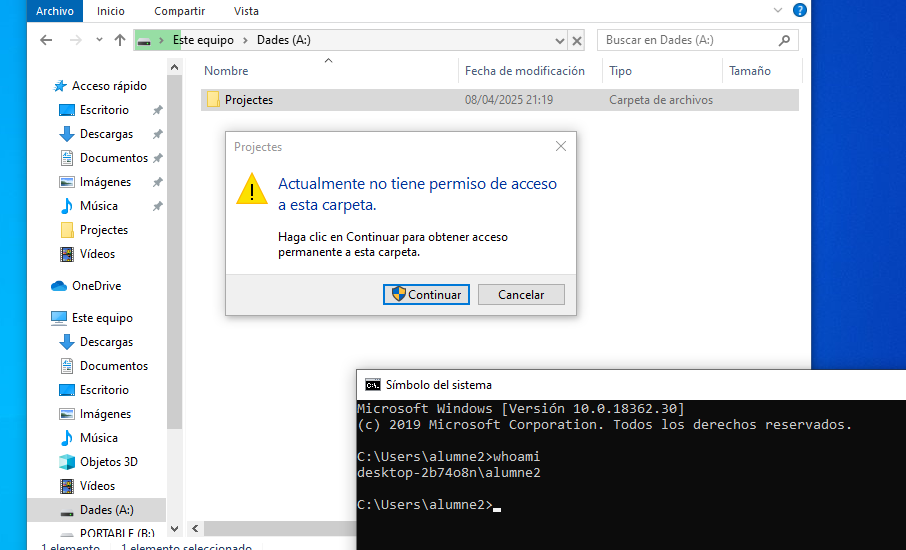 Archivo Inicio Compartir Vista
Este equipo Dades (A:) Buscar en Dades (A:)
Nombre Fecha de modificación Tipo Tamaño
Projectes 08/04/2025 21:19 Carpeta de archivos
Acceso rápido
Escritorio
Descargas
Documentos
Imágenes
Música
Projectes
Vídeos
OneDrive
Este equipo
Descargas
Documentos
Escritorio
Imágenes
Música
Objetos 3D
Vídeos
Dades (A:)
PORTABLE (B:)
1 elemento 1 elemento seleccionado
Projectes
Actualmente no tiene permiso de acceso
a esta carpeta.
Haga clic en Continuar para obtener acceso
permanente a esta carpeta.
Continuar Cancelar
Símbolo del sistema
Microsoft Windows [Versión 10.0.18362.30]
(c) 2019 Microsoft Corporation. Todos los derechos reservados.
C:\Users\alumne2>whoami
desktop-2b74o8n\alumne2
C:\Users\alumne2>